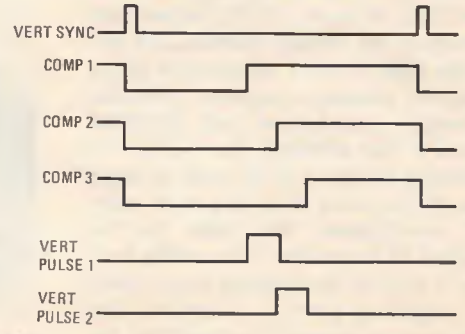 VERT SYNC
COMP 1
COMP 2
COMP 3
VERT
PULSE 1
VERT
PULSE 2